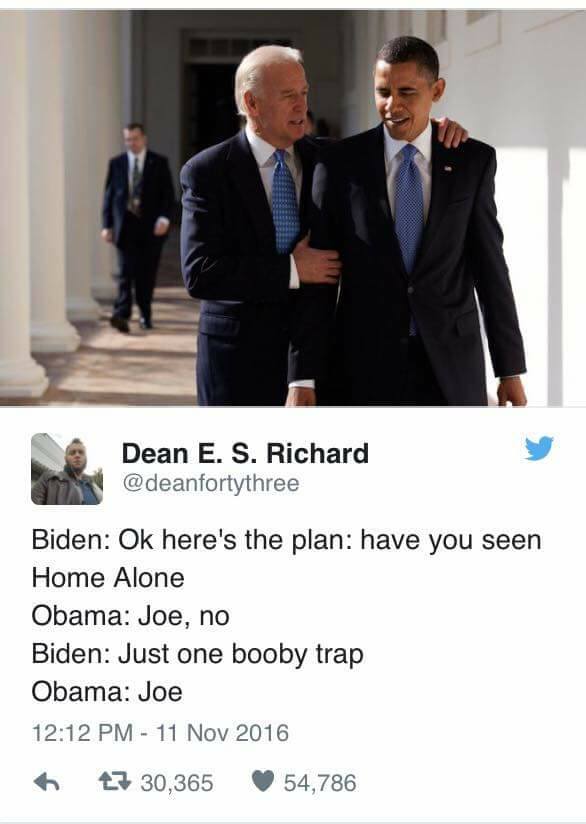 Dean E. S. Richard
@deanfortythree
Biden: Ok here's the plan: have you seen
Home Alone
Obama: Joe, no
Biden: Just one booby trap
Obama: Joe
12:12 PM - 11 Nov 2016
30,365 54,786